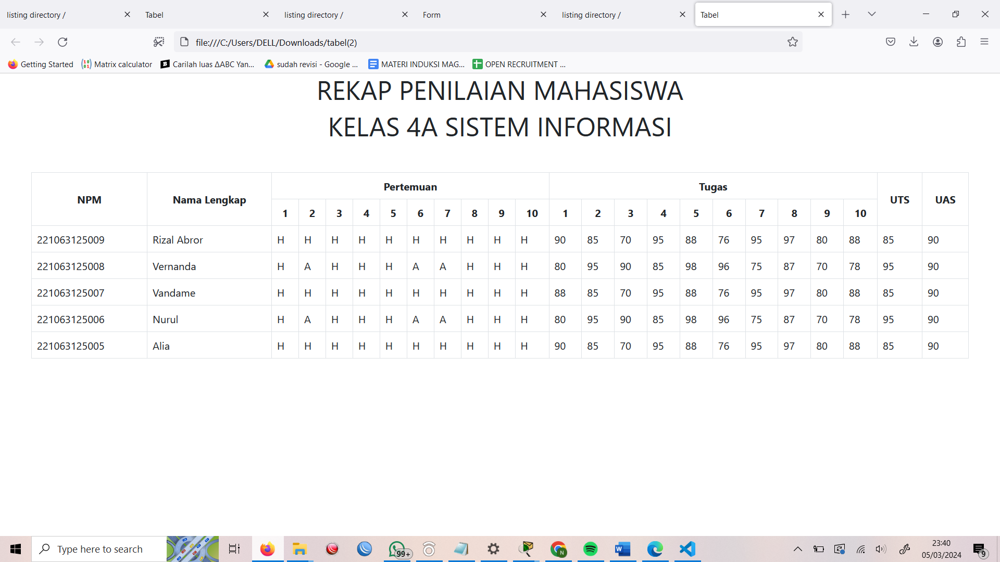 listing directory /
Tabel
listing directory /
Form
listing directory /
Tabel
file:///C:/Users/DELL/Downloads/tabel(2)
Getting Started
Matrix calculator
Carilah luas ΔABC Yan...
sudah revisi - Google ...
MATERI INDUKSI MAG...
OPEN RECRUITMENT ...
REKAP PENILAIAN MAHASISWA
KELAS 4A SISTEM INFORMASI
NPM Nama Lengkap Pertemuan Tugas UTS UAS
1 2 3 4 5 6 7 8 9 10 1 2 3 4 5 6 7 8 9 10
221063125009 Rizal Abror H H H H H H H H H H 90 85 70 95 88 76 95 97 80 88 85 90
221063125008 Vernanda H A H H H A A H H H 80 95 90 85 98 96 75 87 70 78 95 90
221063125007 Vandame H H H H H H H H H H 88 85 70 95 88 76 95 97 80 88 85 90
221063125006 Nurul H A H H H A A H H H 80 95 90 85 98 96 75 87 70 78 95 90
221063125005 Alia H H H H H H H H H H 90 85 70 95 88 76 95 97 80 88 85 90
Type here to search
99+
N
23:40
05/03/2024
9